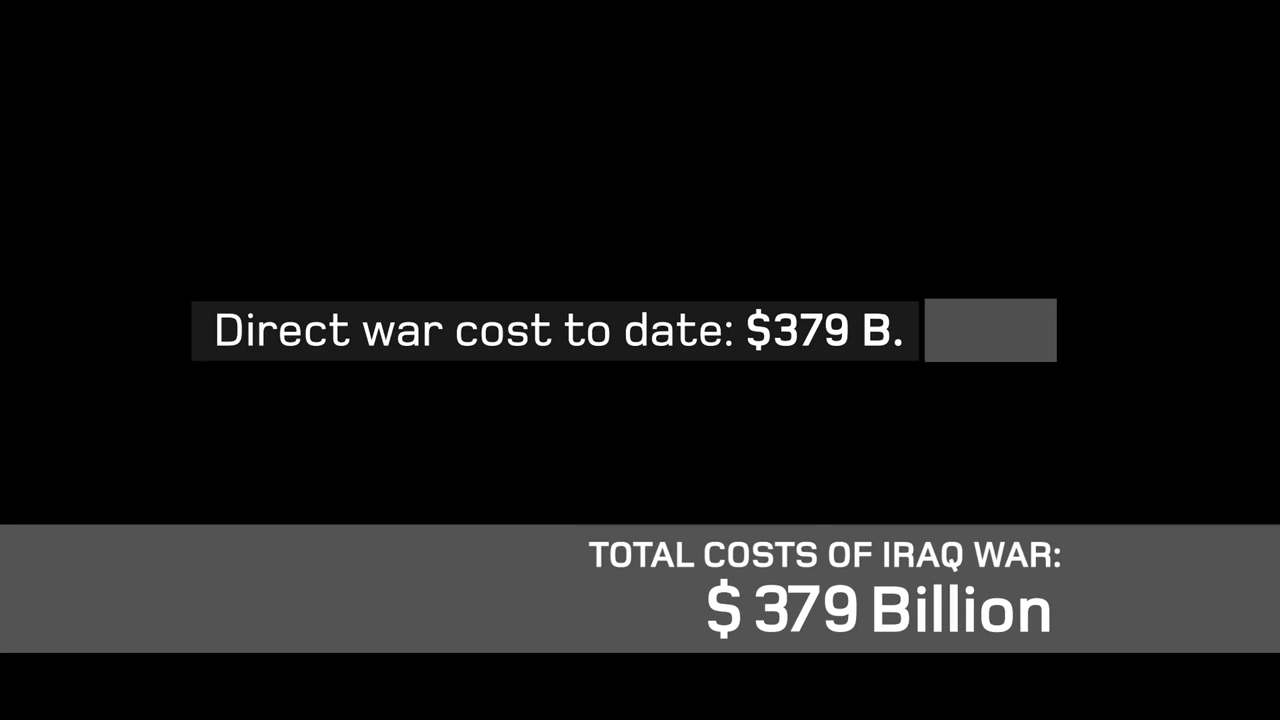 Direct war cost to date: $379 B.
TOTAL COSTS OF IRAQ WAR:
$ 379 Billion